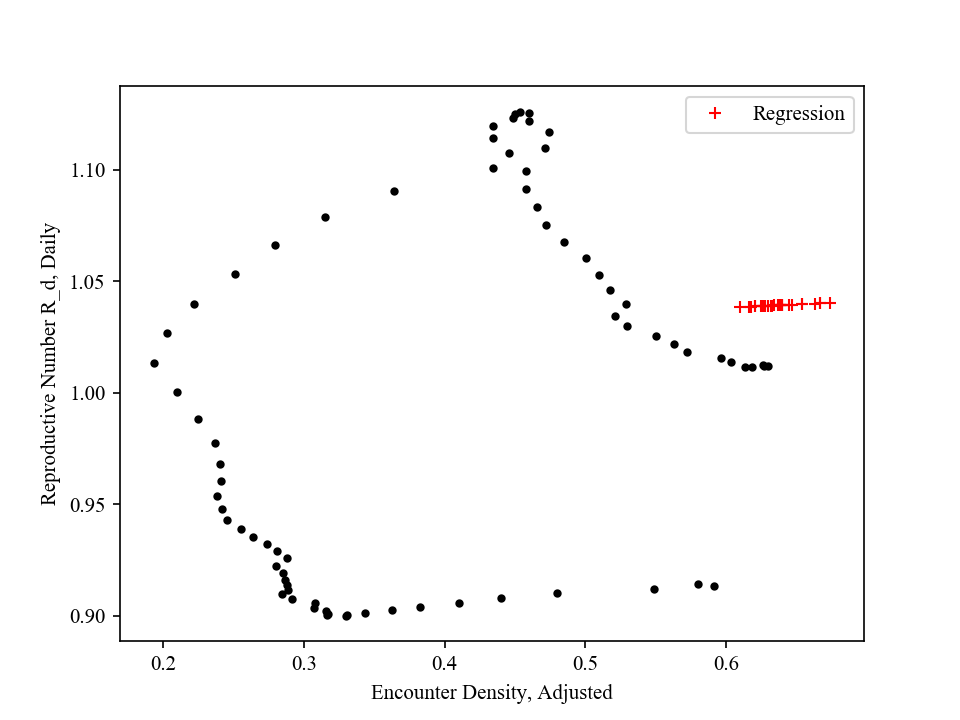 Regression
1.10
1.05
1.00
0.95
0.90
Reproductive Number R_d, Daily
0.2 0.3 0.4 0.5 0.6
Encounter Density, Adjusted